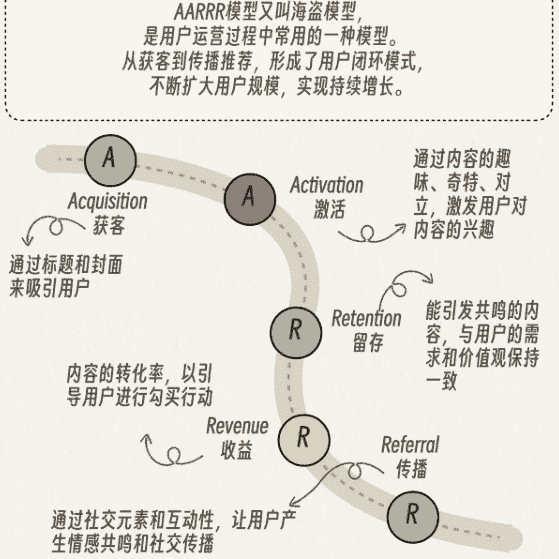 AARRR模型又叫海盗模型，
是用户运营过程中常用的一种模型。
从获客到传播推荐，形成了用户闭环模式，
不断扩大用户规模，实现持续增长。
A
Acquisition
获客
通过标题和封面
来吸引用户
A
Activation
激活
通过内容的趣
味、奇特、对
立，激发用户对
内容的兴趣
R
Retention
留存
能引发共鸣的内
容，与用户的需
求和价值观保持
一致
R
Revenue
收益
内容的转化率，以引
导用户进行勾买行动
R
Referral
传播
通过社交元素和互动性，让用户产
生情感共鸣和社交传播